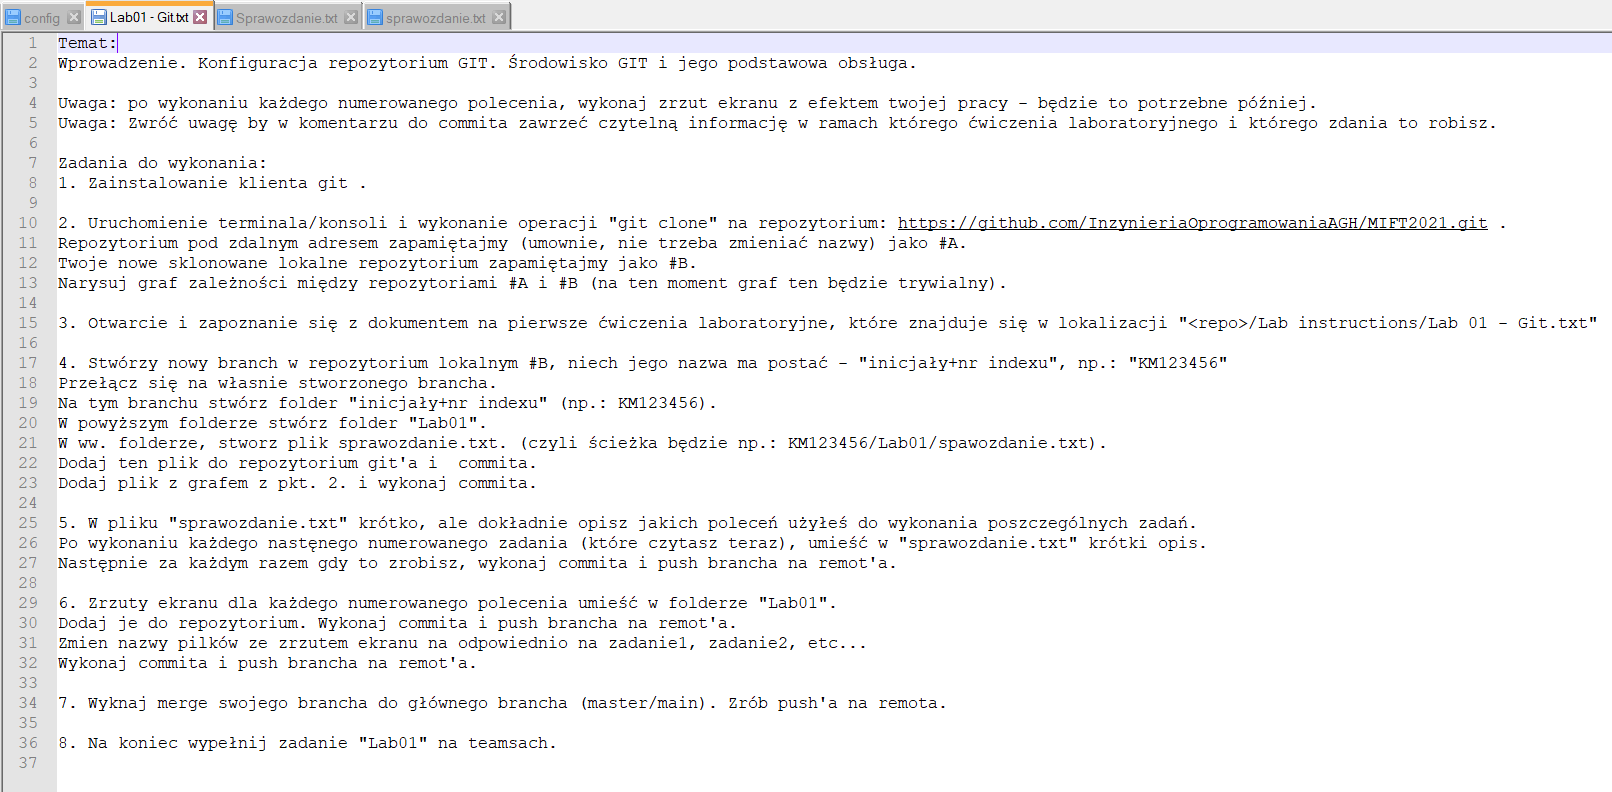 config
Lab01 - Git.txt
Sprawozdanie.txt
sprawozdanie.txt
1 Temat:
2 Wprowadzenie. Konfiguracja repozytorium GIT. Środowisko GIT i jego podstawowa obsługa.
3
4 Uwaga: po wykonaniu każdego numerowanego polecenia, wykonaj zrzut ekranu z efektem twojej pracy - będzie to potrzebne później.
5 Uwaga: Zwróć uwagę by w komentarzu do commita zawrzeć czytelną informację w ramach którego ćwiczenia laboratoryjnego i którego zdania to robisz.
6
7 Zadania do wykonania:
8 1. Zainstalowanie klienta git .
9
10 2. Uruchomienie terminala/konsoli i wykonanie operacji "git clone" na repozytorium: https://github.com/InzynieriaOprogramowaniaAGH/MIFT2021.git .
11 Repozytorium pod zdalnym adresem zapamiętajmy (umownie, nie trzeba zmieniać nazwy) jako #A.
12 Twoje nowe sklonowane lokalne repozytorium zapamiętajmy jako #B.
13 Narysuj graf zależności między repozytoriami #A i #B (na ten moment graf ten będzie trywialny).
14
15 3. Otwarcie i zapoznanie się z dokumentem na pierwsze ćwiczenia laboratoryjne, które znajduje się w lokalizacji "<repo>/Lab instructions/Lab 01 - Git.txt"
16
17 4. Stwórzy nowy branch w repozytorium lokalnym #B, niech jego nazwa ma postać - "inicjały+nr indexu", np.: "KM123456"
18 Przełącz się na własnie stworzonego brancha.
19 Na tym branchu stwórz folder "inicjały+nr indexu" (np.: KM123456).
20 W powyższym folderze stwórz folder "Lab01".
21 W ww. folderze, stworz plik sprawozdanie.txt. (czyli ścieżka będzie np.: KM123456/Lab01/spawozdanie.txt).
22 Dodaj ten plik do repozytorium git'a i  commita.
23 Dodaj plik z grafem z pkt. 2. i wykonaj commita.
24
25 5. W pliku "sprawozdanie.txt" krótko, ale dokładnie opisz jakich poleceń użyłeś do wykonania poszczególnych zadań.
26 Po wykonaniu każdego nastęnego numerowanego zadania (które czytasz teraz), umieść w "sprawozdanie.txt" krótki opis.
27 Następnie za każdym razem gdy to zrobisz, wykonaj commita i push brancha na remot'a.
28
29 6. Zrzuty ekranu dla każdego numerowanego polecenia umieść w folderze "Lab01".
30 Dodaj je do repozytorium. Wykonaj commita i push brancha na remot'a.
31 Zmien nazwy pilków ze zrzutem ekranu na odpowiednio na zadanie1, zadanie2, etc...
32 Wykonaj commita i push brancha na remot'a.
33
34 7. Wyknaj merge swojego brancha do głównego brancha (master/main). Zrób push'a na remota.
35
36 8. Na koniec wypełnij zadanie "Lab01" na teamsach.
37